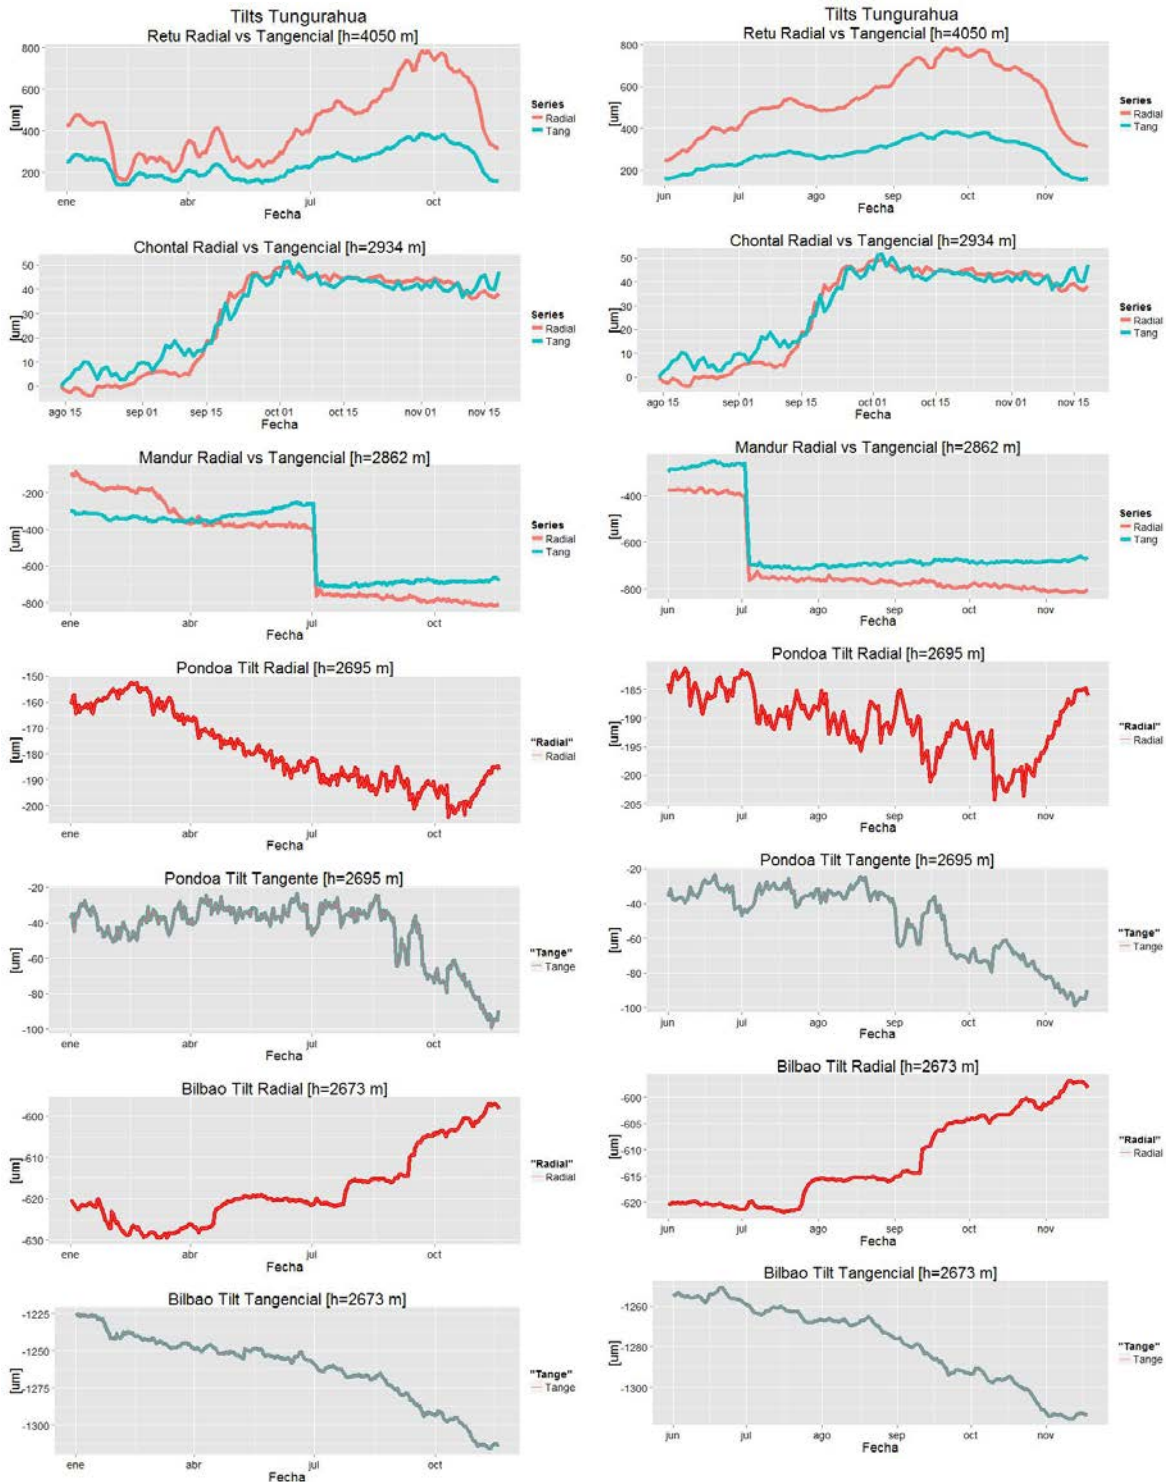 Tilts Tungurahua
Retu Radial vs Tangencial [h=4050 m]
800
600
400
200
[um]
ene
abr
jul
oct
Fecha
Series
Radial
Tang
Chontal Radial vs Tangencial [h=2934 m]
50
40
30
20
10
0
[um]
ago 15
sep 01
sep 15
oct 01
oct 15
nov 01
nov 15
Fecha
Series
Radial
Tang
Mandur Radial vs Tangencial [h=2862 m]
-200
-400
-600
-800
[um]
ene
abr
jul
oct
Fecha
Series
Radial
Tang
Pondoa Tilt Radial [h=2695 m]
-150
-160
-170
-180
-190
-200
[um]
ene
abr
jul
oct
Fecha
"Radial"
Radial
Pondoa Tilt Tangente [h=2695 m]
-20
-40
-60
-80
-100
[um]
ene
abr
jul
oct
Fecha
"Tange"
Tange
Bilbao Tilt Radial [h=2673 m]
-600
-610
-620
-630
[um]
ene
abr
jul
oct
Fecha
"Radial"
Radial
Bilbao Tilt Tangencial [h=2673 m]
-1225
-1250
-1275
-1300
[um]
ene
abr
jul
oct
Fecha
"Tange"
Tange
Tilts Tungurahua
Retu Radial vs Tangencial [h=4050 m]
800
600
400
200
[um]
jun
jul
ago
sep
oct
nov
Fecha
Series
Radial
Tang
Chontal Radial vs Tangencial [h=2934 m]
50
40
30
20
10
0
[um]
ago 15
sep 01
sep 15
oct 01
oct 15
nov 01
nov 15
Fecha
Series
Radial
Tang
Mandur Radial vs Tangencial [h=2862 m]
-400
-600
-800
[um]
jun
jul
ago
sep
oct
nov
Fecha
Series
Radial
Tang
Pondoa Tilt Radial [h=2695 m]
-185
-190
-195
-200
-205
[um]
jun
jul
ago
sep
oct
nov
Fecha
"Radial"
Radial
Pondoa Tilt Tangente [h=2695 m]
-20
-40
-60
-80
-100
[um]
jun
jul
ago
sep
oct
nov
Fecha
"Tange"
Tange
Bilbao Tilt Radial [h=2673 m]
-600
-605
-610
-615
-620
[um]
jun
jul
ago
sep
oct
nov
Fecha
"Radial"
Radial
Bilbao Tilt Tangencial [h=2673 m]
-1260
-1280
-1300
[um]
jun
jul
ago
sep
oct
nov
Fecha
"Tange"
Tange